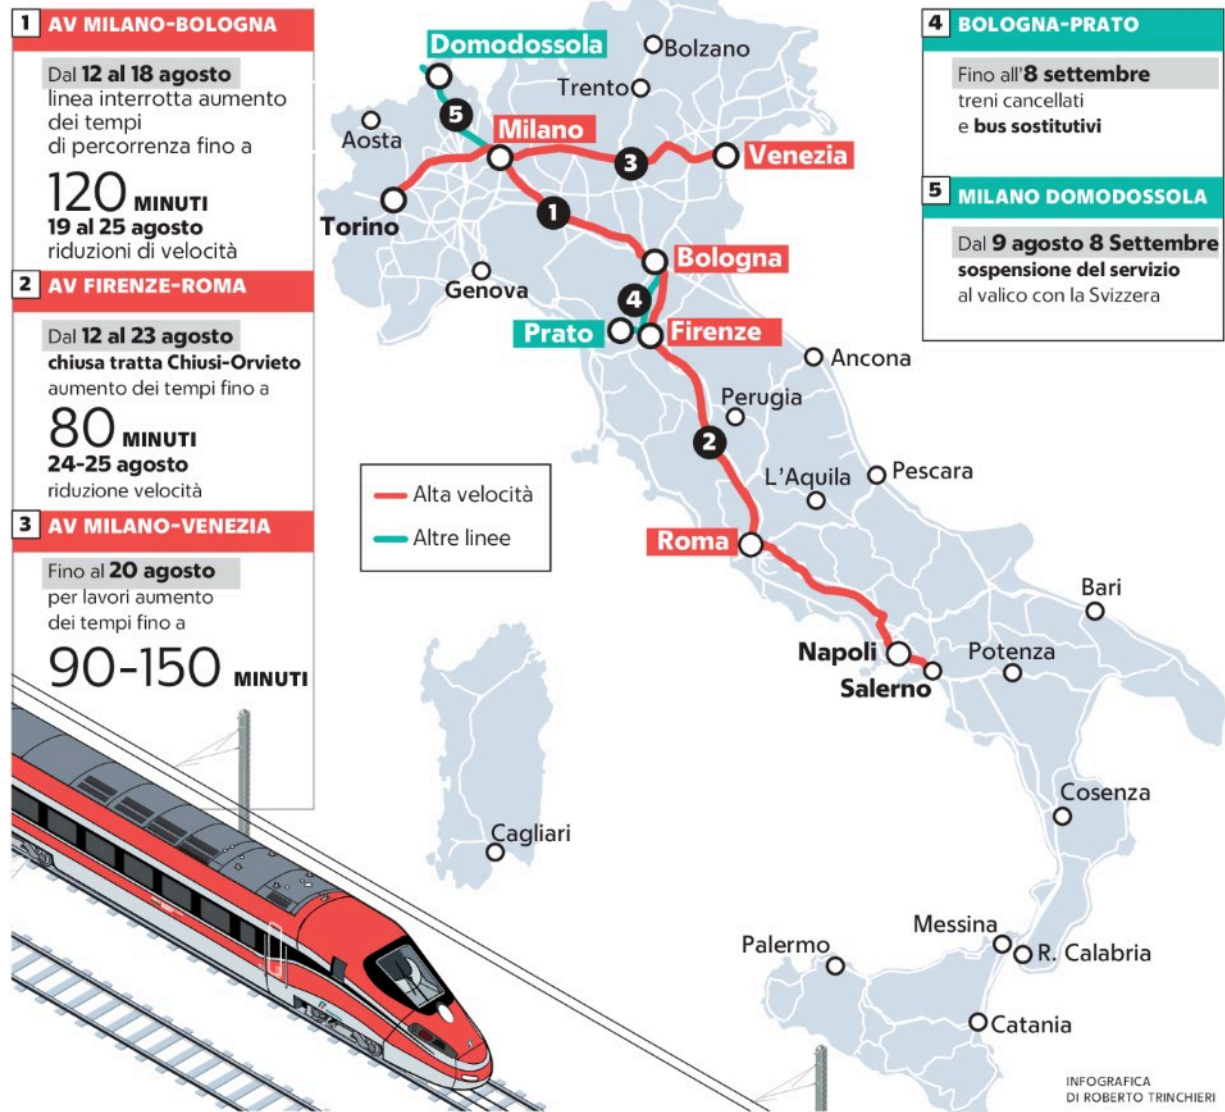 1 AV MILANO-BOLOGNA
Dal 12 al 18 agosto
linea interrotta aumento
dei tempi
di percorrenza fino a
120 MINUTI
19 al 25 agosto
riduzioni di velocità
2 AV FIRENZE-ROMA
Dal 12 al 23 agosto
chiusa tratta Chiusi-Orvieto
aumento dei tempi fino a
80 MINUTI
24-25 agosto
riduzione velocità
3 AV MILANO-VENEZIA
Fino al 20 agosto
per lavori aumento
dei tempi fino a
90-150 MINUTI
4 BOLOGNA-PRATO
Fino all'8 settembre
treni cancellati
e bus sostitutivi
5 MILANO DOMODOSSOLA
Dal 9 agosto 8 Settembre
sospensione del servizio
al valico con la Svizzera
Domodossola
Bolzano
Trento
5
Aosta
Milano
3
Venezia
Torino
1
Bologna
Genova
4
Prato
Firenze
Ancona
Perugia
2
L'Aquila
Pescara
Alta velocità
Altre linee
Roma
Bari
Napoli
Potenza
Salerno
Cosenza
Cagliari
Messina
Palermo
R. Calabria
Catania
INFOGRAFICA
DI ROBERTO TRINCHIERI